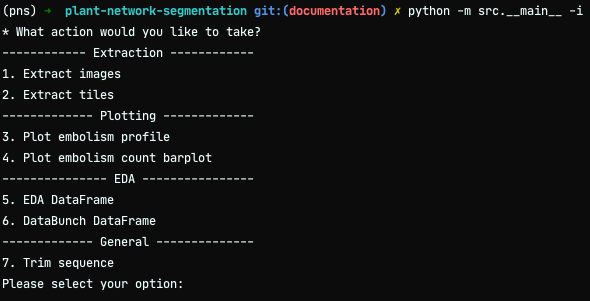 (pns) → plant-network-segmentation git:(documentation) ✗ python -m src.__main__ -i
* What action would you like to take?
------------ Extraction ------------
1. Extract images
2. Extract tiles
------------- Plotting -------------
3. Plot embolism profile
4. Plot embolism count barplot
--------------- EDA ----------------
5. EDA DataFrame
6. DataBunch DataFrame
------------- General --------------
7. Trim sequence
Please select your option: